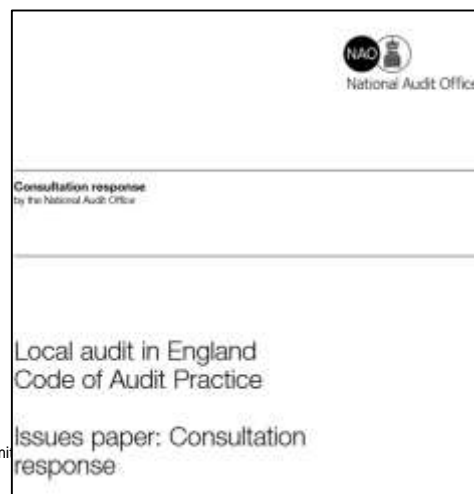 NAO
National Audit Office
Consultation response
by the National Audit Office
Local audit in England
Code of Audit Practice
Issues paper: Consultation
response